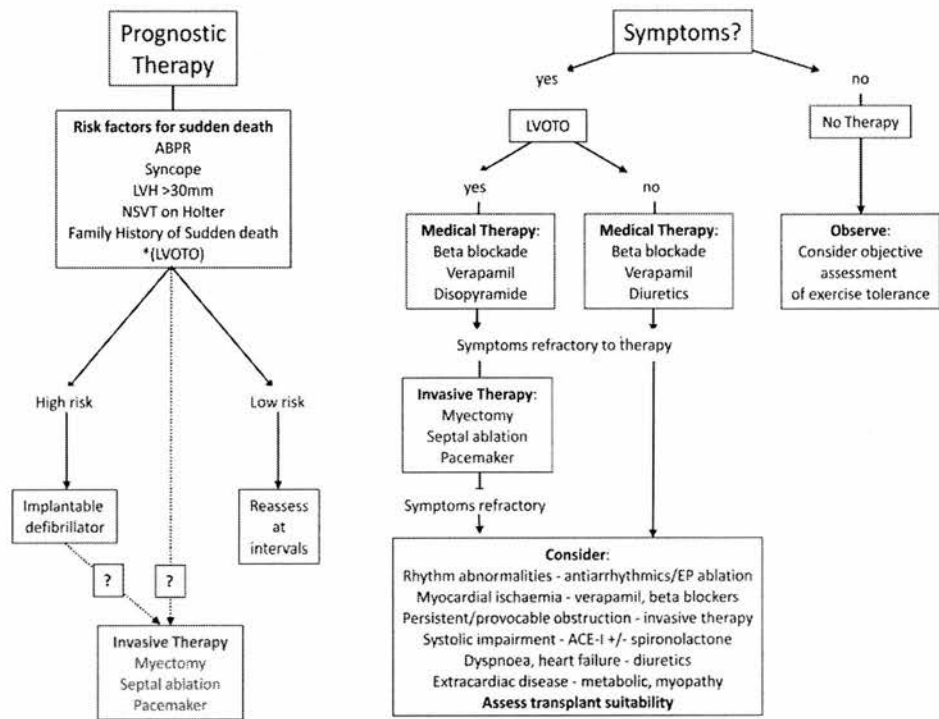 Prognostic
Therapy
Risk factors for sudden death
ABPR
Syncope
LVH >30mm
NSVT on Holter
Family History of Sudden death
*(LVOTO)
High risk
Low risk
Implantable
defibrillator
Reassess
at
intervals
?
?
Invasive Therapy
Myectomy
Septal ablation
Pacemaker
Symptoms?
yes
no
LVOTO
No Therapy
yes
no
Medical Therapy:
Beta blockade
Verapamil
Disopyramide
Medical Therapy:
Beta blockade
Verapamil
Diuretics
Observe:
Consider objective
assessment
of exercise tolerance
Symptoms refractory to therapy
Invasive Therapy:
Myectomy
Septal ablation
Pacemaker
Symptoms refractory
Consider:
Rhythm abnormalities - antiarrhythmics/EP ablation
Myocardial ischaemia - verapamil, beta blockers
Persistent/provocable obstruction - invasive therapy
Systolic impairment - ACE-I +/- spironolactone
Dyspnoea, heart failure - diuretics
Extracardiac disease - metabolic, myopathy
Assess transplant suitability